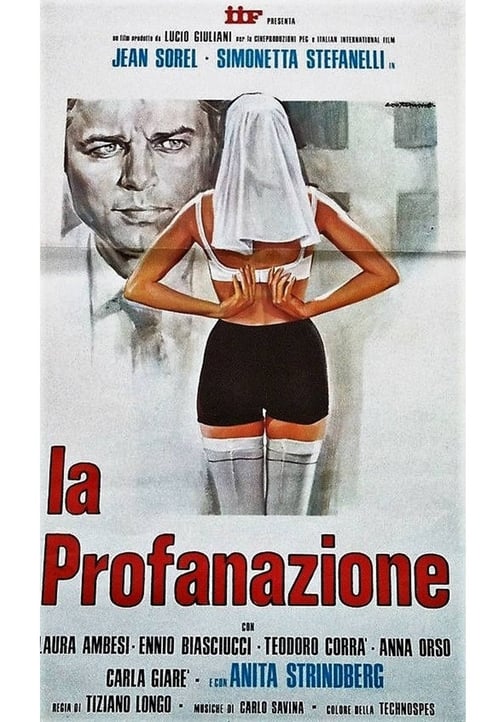 iif PRESENTA
un film prodotto da LUCIO GIULIANI per la CINEPRODUZIONI PEG e ITALIAN INTERNATIONAL FILM
JEAN SOREL · SIMONETTA STEFANELLI in
la
Profanazione
CON
LAURA AMBESI · ENNIO BIASCIUCCI · TEODORO CORRA' · ANNA ORSO
CARLA GIARE' · E CON ANITA STRINDBERG
REGIA DI TIZIANO LONGO · MUSICHE DI CARLO SAVINA · COLORE DELLA TECHNOSPES